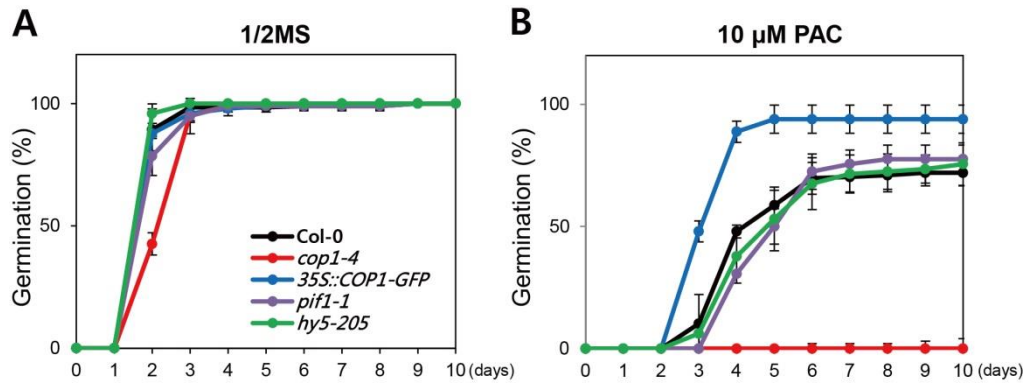 A
1/2MS
Germination (%)
100
50
0
Col-0
cop1-4
35S::COP1-GFP
pif1-1
hy5-205
0 1 2 3 4 5 6 7 8 9 10 (days)
B
10 µM PAC
Germination (%)
100
50
0
0 1 2 3 4 5 6 7 8 9 10 (days)